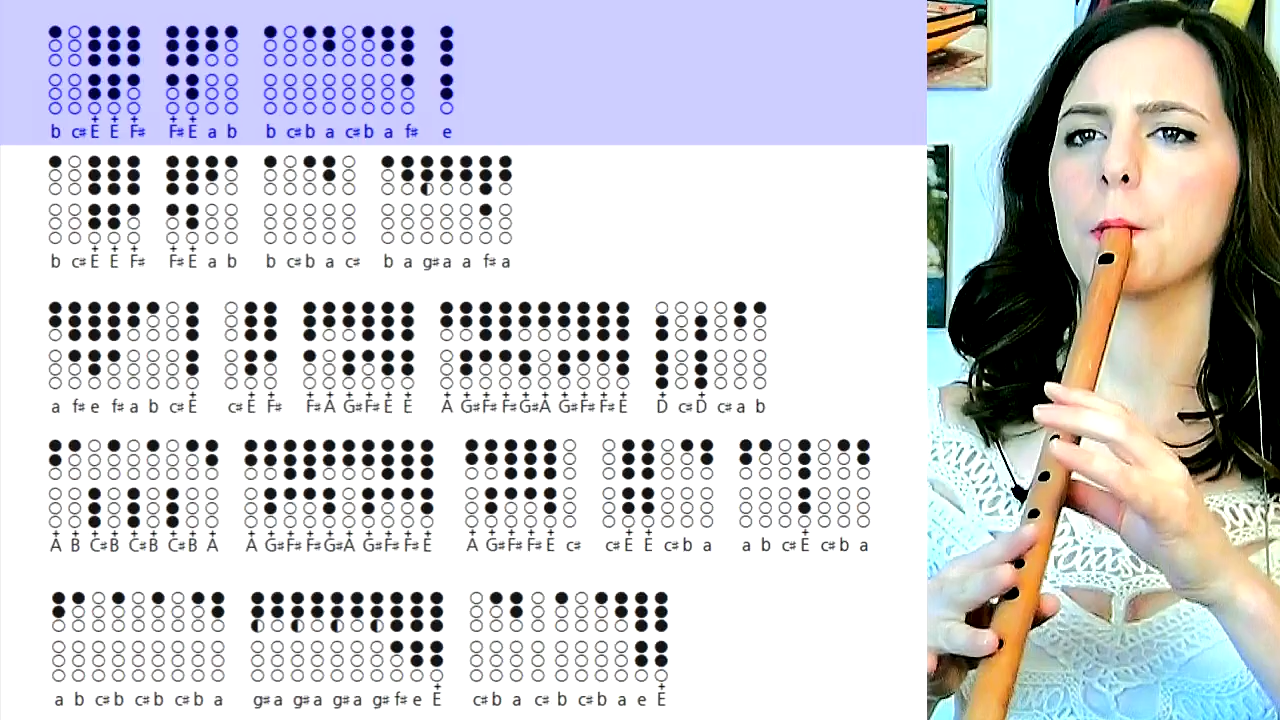 b c♯ E E F♯ F♯ E a b b c♯ b a c♯ b a f♯ e
b c♯ E E F♯ F♯ E a b b c♯ b a c♯ b a g♯ a a f♯ a
a f♯ e f♯ a b c♯ E c♯ E F♯ F♯ A G♯ F♯ E E A G♯ F♯ F♯ G♯ A G♯ F♯ F♯ E D c♯ D c♯ a b
A B C♯ B C♯ B C♯ B A A G♯ F♯ F♯ G♯ A G♯ F♯ F♯ E A G♯ F♯ F♯ E c♯ c♯ E E c♯ b a a b c♯ E c♯ b a
a b c♯ b c♯ b c♯ b a g♯ a g♯ a g♯ a g♯ f♯ e E c♯ b a c♯ b c♯ b a e E